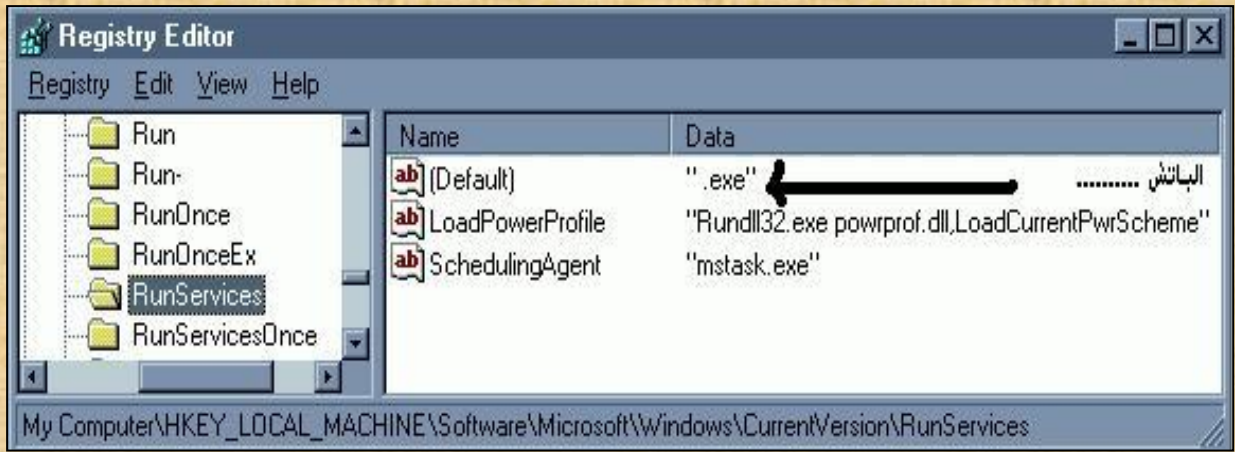 Registry Editor
Registry Edit View Help
Run
Run-
RunOnce
RunOnceEx
RunServices
RunServicesOnce
Name Data
(Default) " .exe" الباتش ..........
LoadPowerProfile "Rundll32.exe powrprof.dll,LoadCurrentPwrScheme"
SchedulingAgent "mstask.exe"
My Computer\HKEY_LOCAL_MACHINE\Software\Microsoft\Windows\CurrentVersion\RunServices